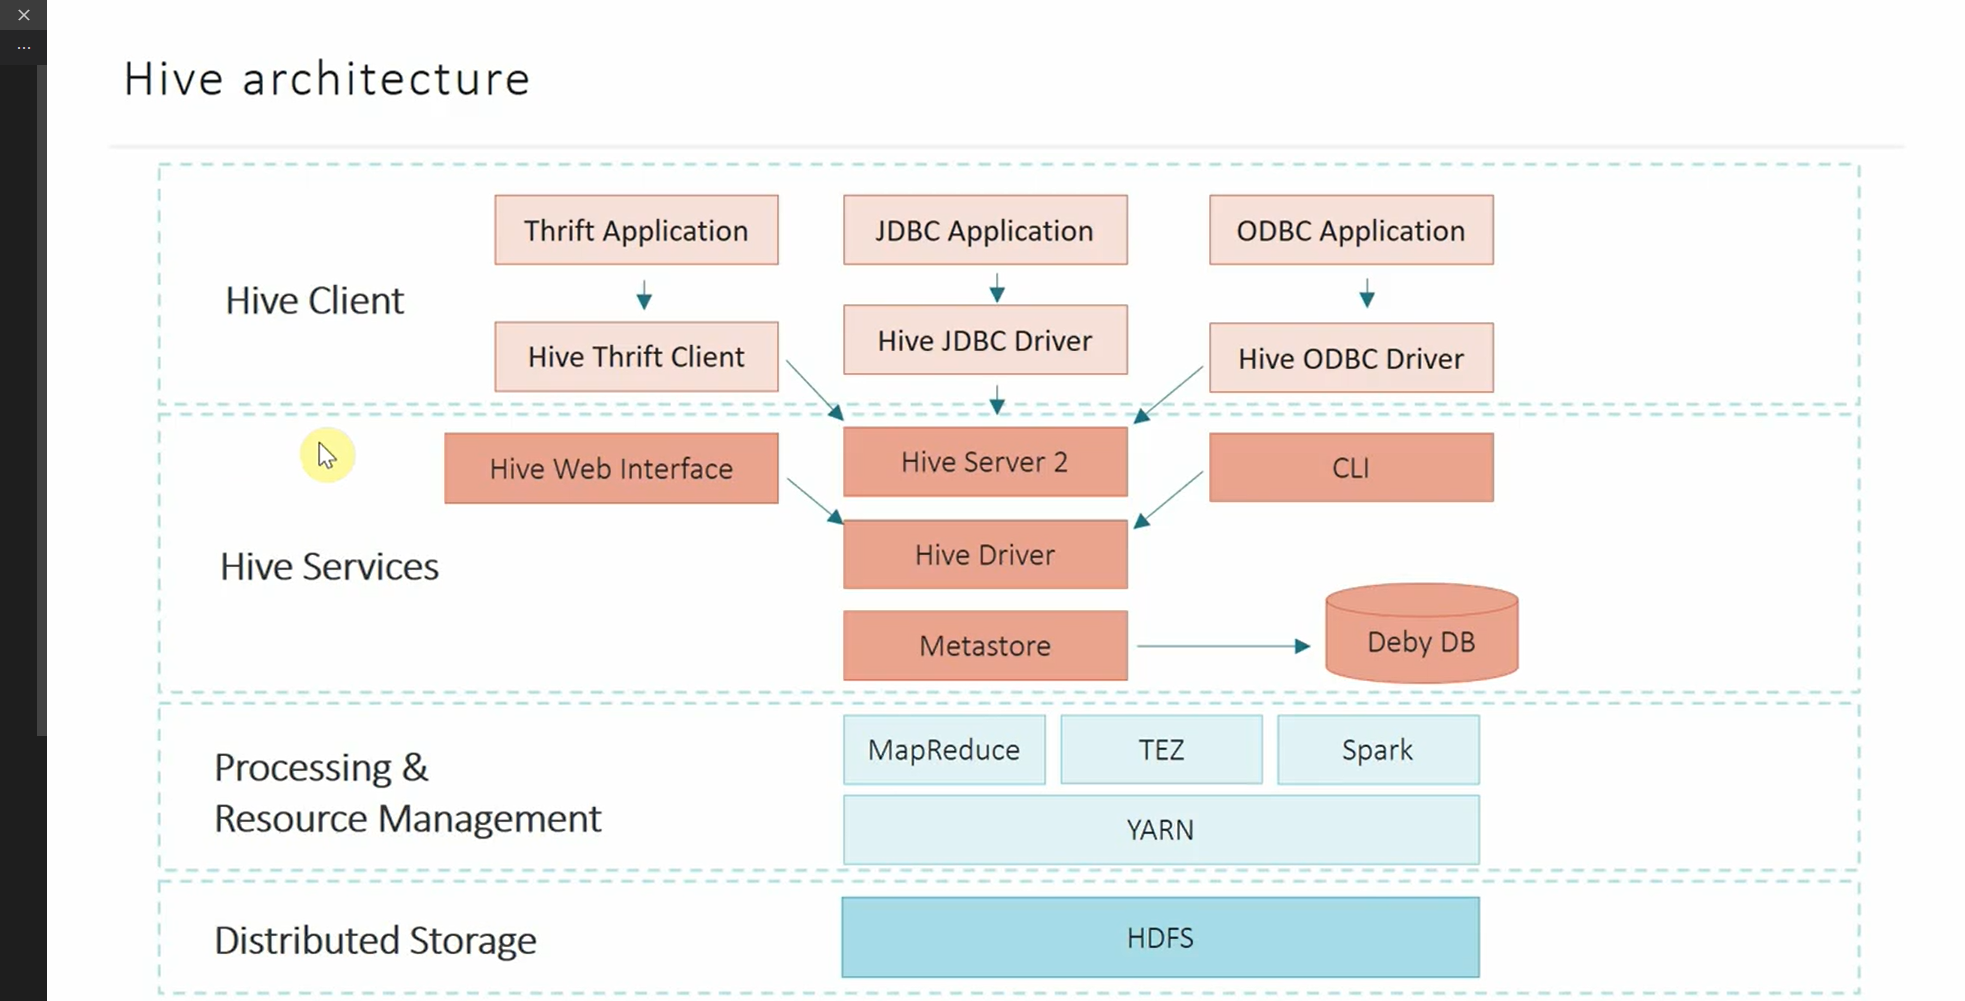 Hive architecture
Thrift Application
JDBC Application
ODBC Application
Hive Client
Hive Thrift Client
Hive JDBC Driver
Hive ODBC Driver
Hive Web Interface
Hive Server 2
CLI
Hive Services
Hive Driver
Metastore
Deby DB
Processing &
Resource Management
MapReduce
TEZ
Spark
YARN
Distributed Storage
HDFS